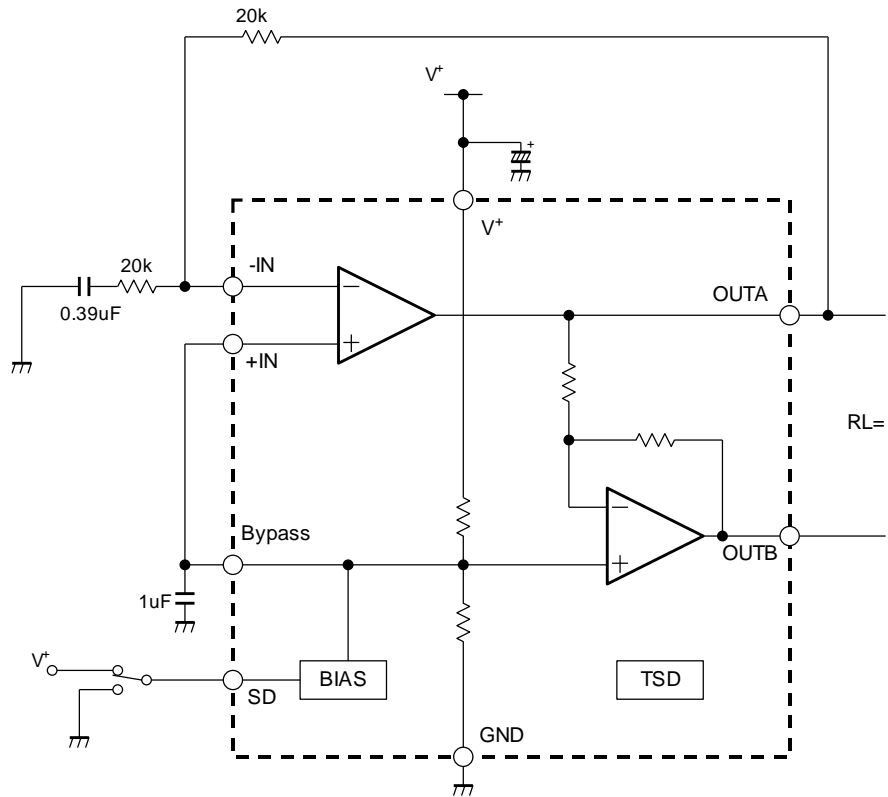 20k
V+
+
V+
-IN
20k
0.39uF
OUTA
+IN
RL=
Bypass
OUTB
1uF
V+
BIAS
TSD
SD
GND